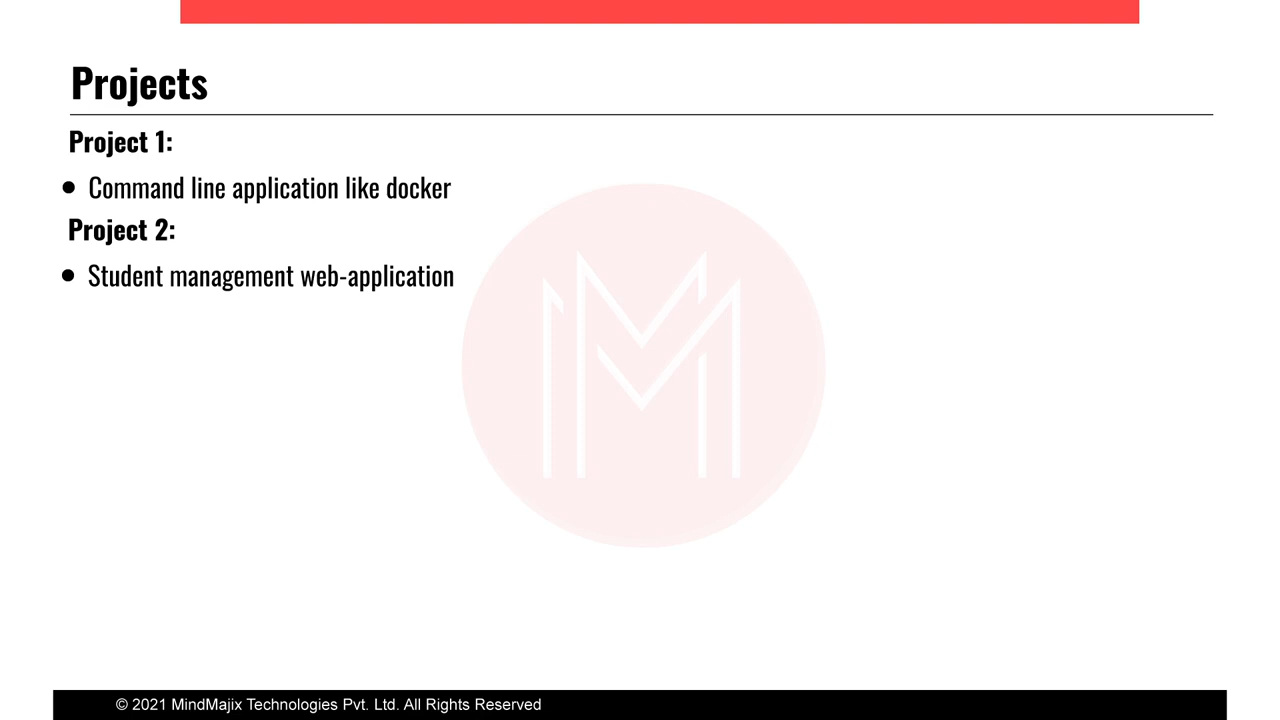 Projects
Project 1:
● Command line application like docker
Project 2:
● Student management web-application
© 2021 MindMajix Technologies Pvt. Ltd. All Rights Reserved